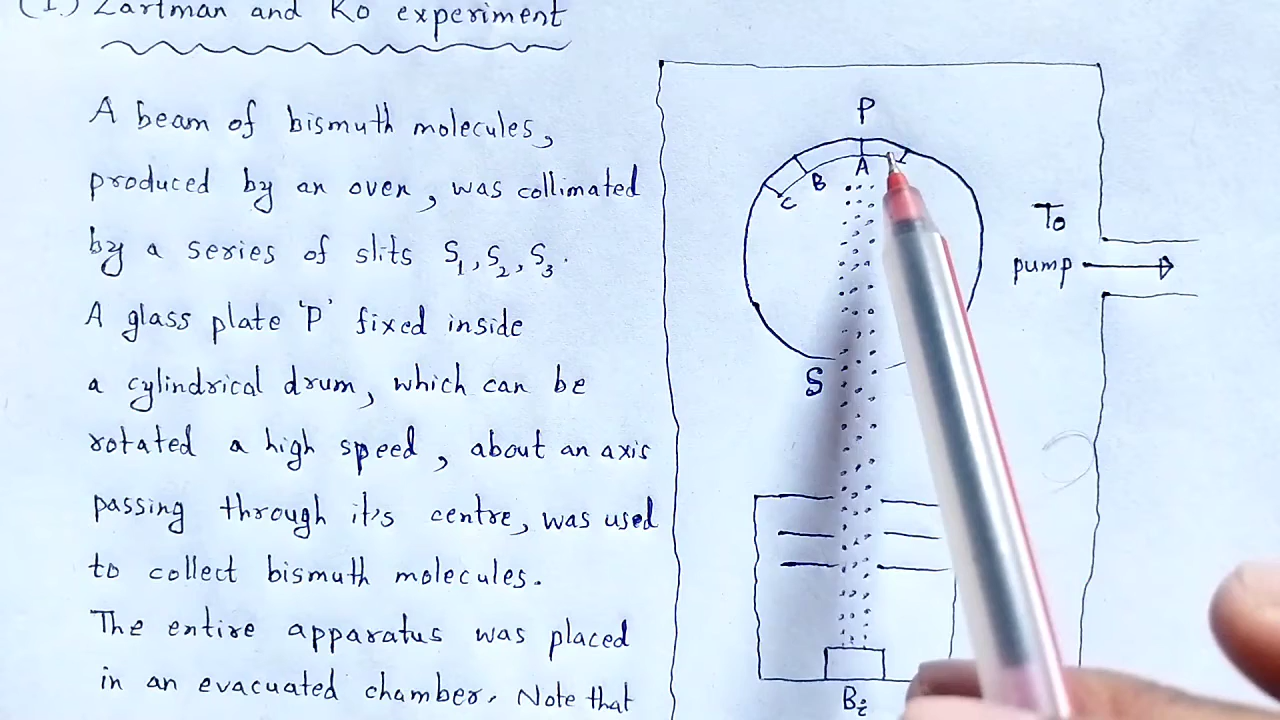 (1.) Zartman and Ko experiment
A beam of bismuth molecules,
produced by an oven, was collimated
by a series of slits S1, S2, S3.
A glass plate 'P' fixed inside
a cylindrical drum, which can be
rotated a high speed, about an axis
passing through it's centre, was used
to collect bismuth molecules.
The entire apparatus was placed
in an evacuated chamber. Note that
P
A
B
C
S
To
pump
Bi